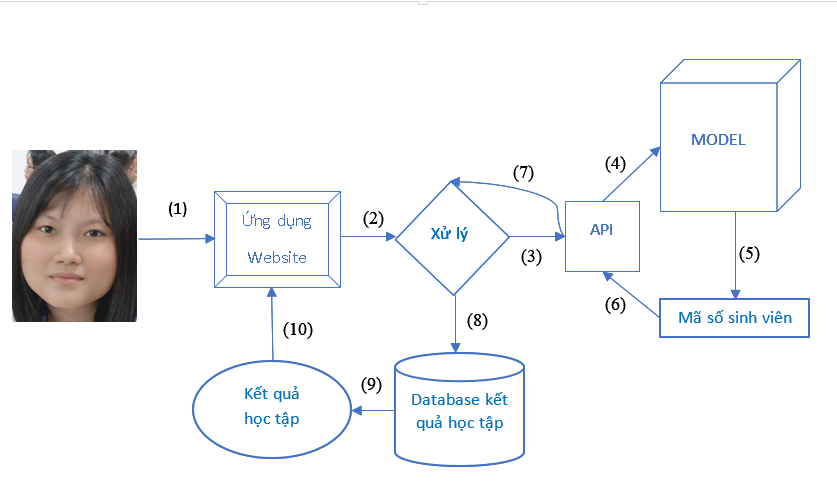 (1)
Ứng dụng
Website
(2)
Xử lý
(3)
(7)
API
(4)
MODEL
(5)
(6)
Mã số sinh viên
(8)
Database kết
quả học tập
(9)
Kết quả
học tập
(10)